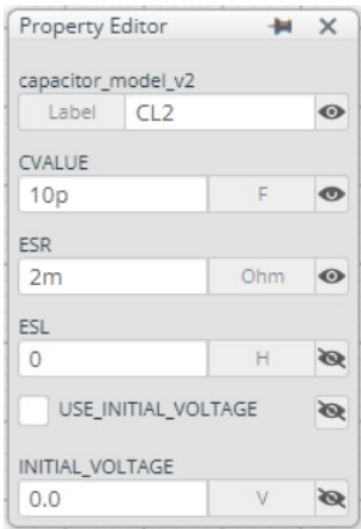 Property Editor
capacitor_model_v2
Label CL2
CVALUE
10p F
ESR
2m Ohm
ESL
0 H
USE_INITIAL_VOLTAGE
INITIAL_VOLTAGE
0.0 V